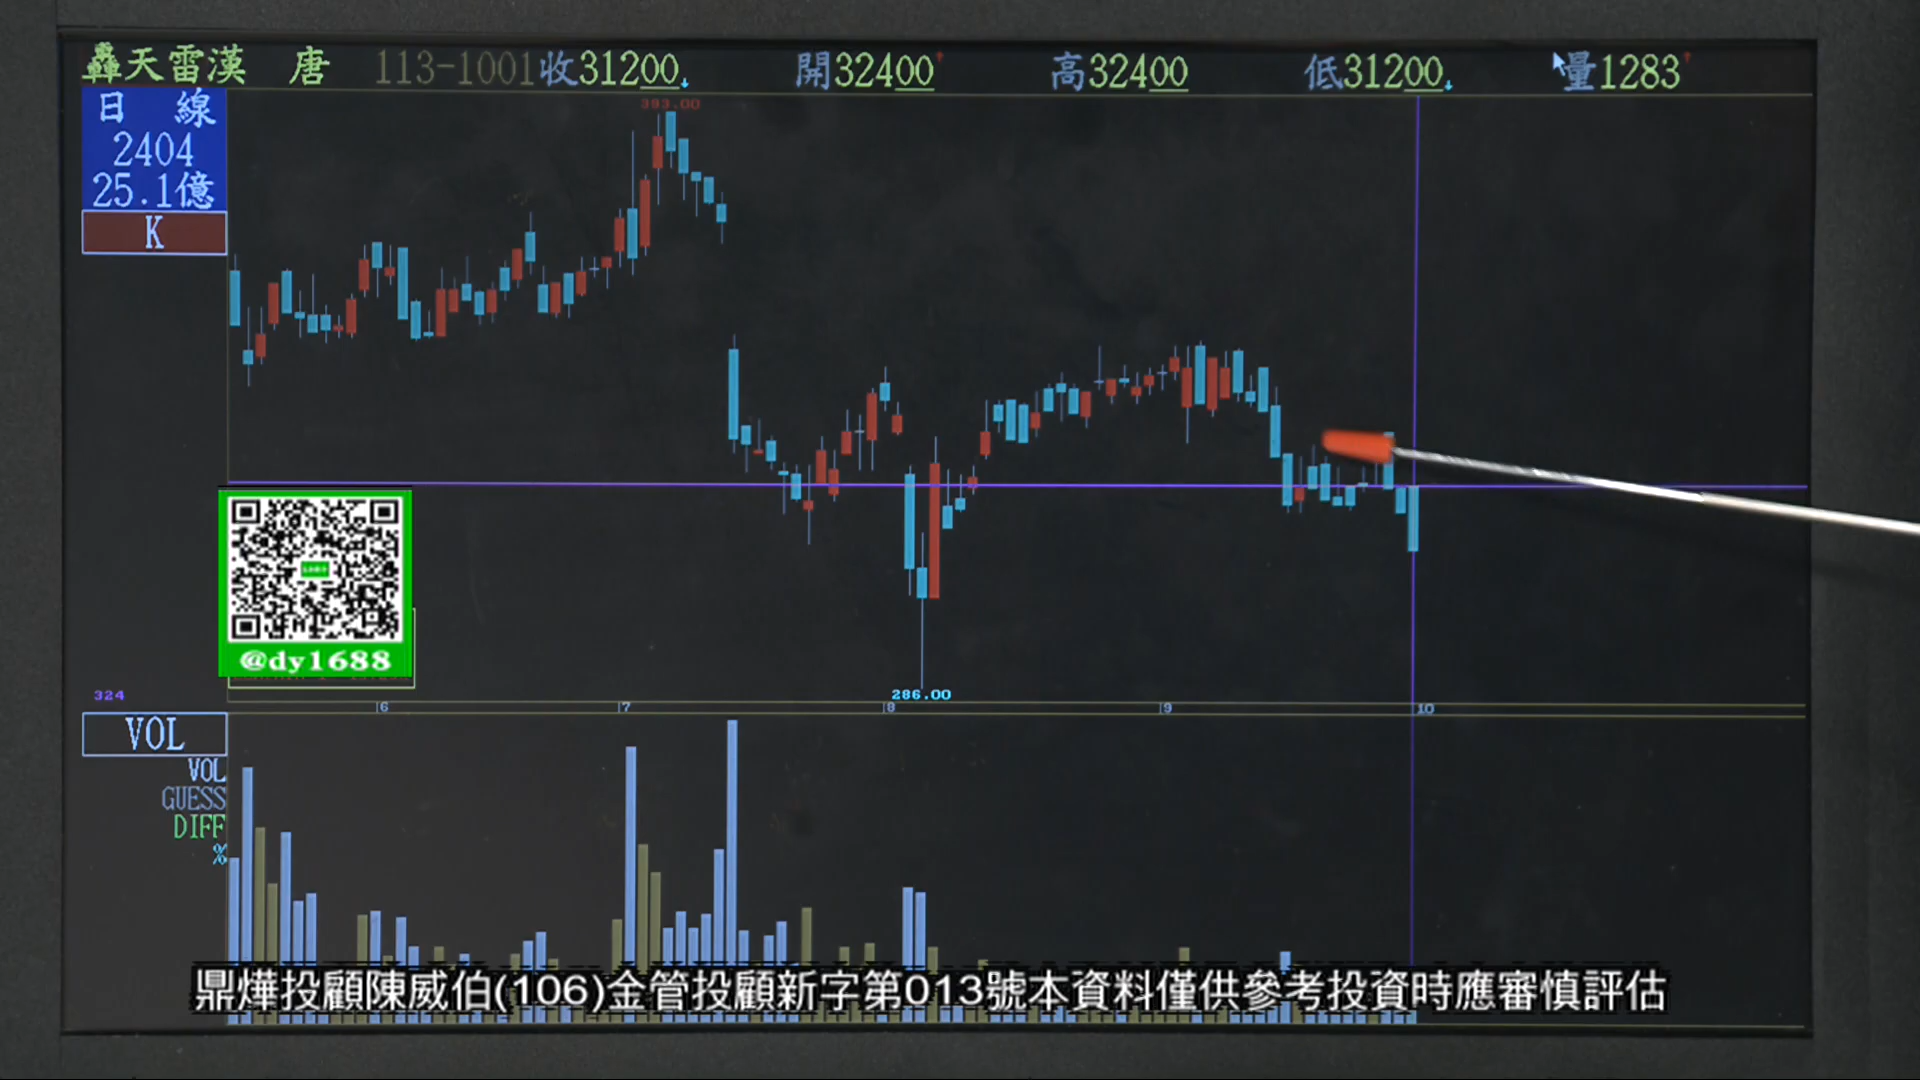 轟天雷漢 唐 113-1001收31200 開32400 高32400 低31200 量1283
日 線
2404
25.1億
K
393.00
@dy1688
286.00
324
6 7 8 9 10
VOL
VOL
GUESS
DIFF
%
鼎燁投顧陳威伯(106)金管投顧新字第013號本資料僅供參考投資時應審慎評估